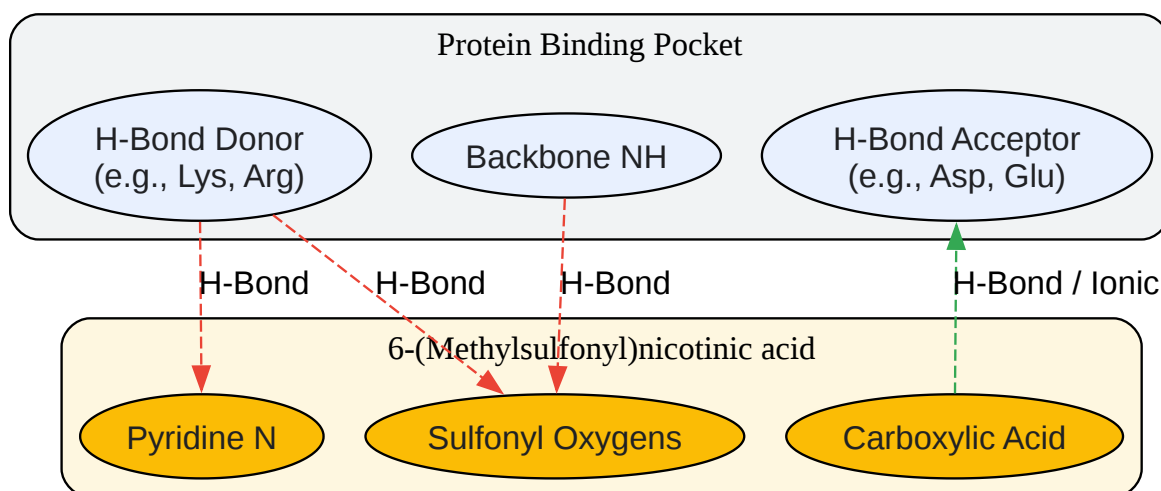 Protein Binding Pocket
H-Bond Donor
(e.g., Lys, Arg)
Backbone NH
H-Bond Acceptor
(e.g., Asp, Glu)
H-Bond
H-Bond
H-Bond
H-Bond / Ionic
6-(Methylsulfonyl)nicotinic acid
Pyridine N
Sulfonyl Oxygens
Carboxylic Acid